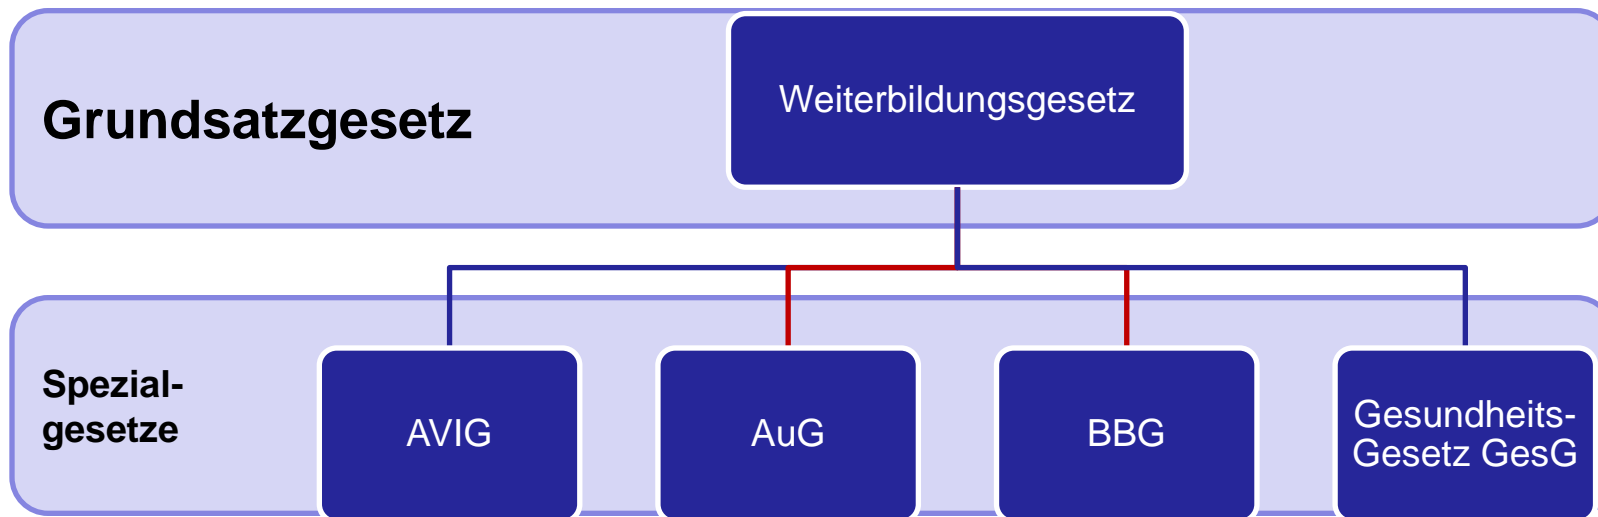 Grundsatzgesetz
Weiterbildungsgesetz
Spezial-
gesetze
AVIG
AuG
BBG
Gesundheits-
Gesetz GesG